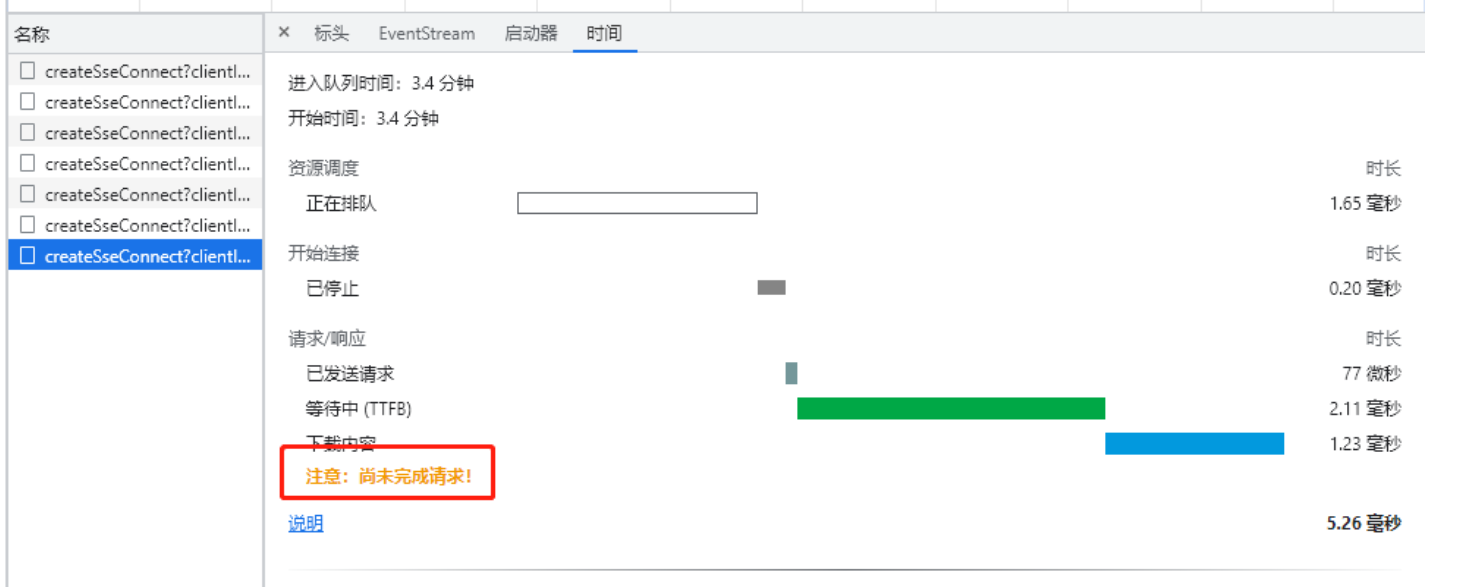 名称
× 标头 EventStream 启动器 时间
createSseConnect?clientI...
createSseConnect?clientI...
createSseConnect?clientI...
createSseConnect?clientI...
createSseConnect?clientI...
createSseConnect?clientI...
createSseConnect?clientI...
进入队列时间：3.4 分钟
开始时间：3.4 分钟
资源调度 时长
正在排队 1.65 毫秒
开始连接 时长
已停止 0.20 毫秒
请求/响应 时长
已发送请求 77 微秒
等待中 (TTFB) 2.11 毫秒
下载内容 1.23 毫秒
注意：尚未完成请求！
说明 5.26 毫秒